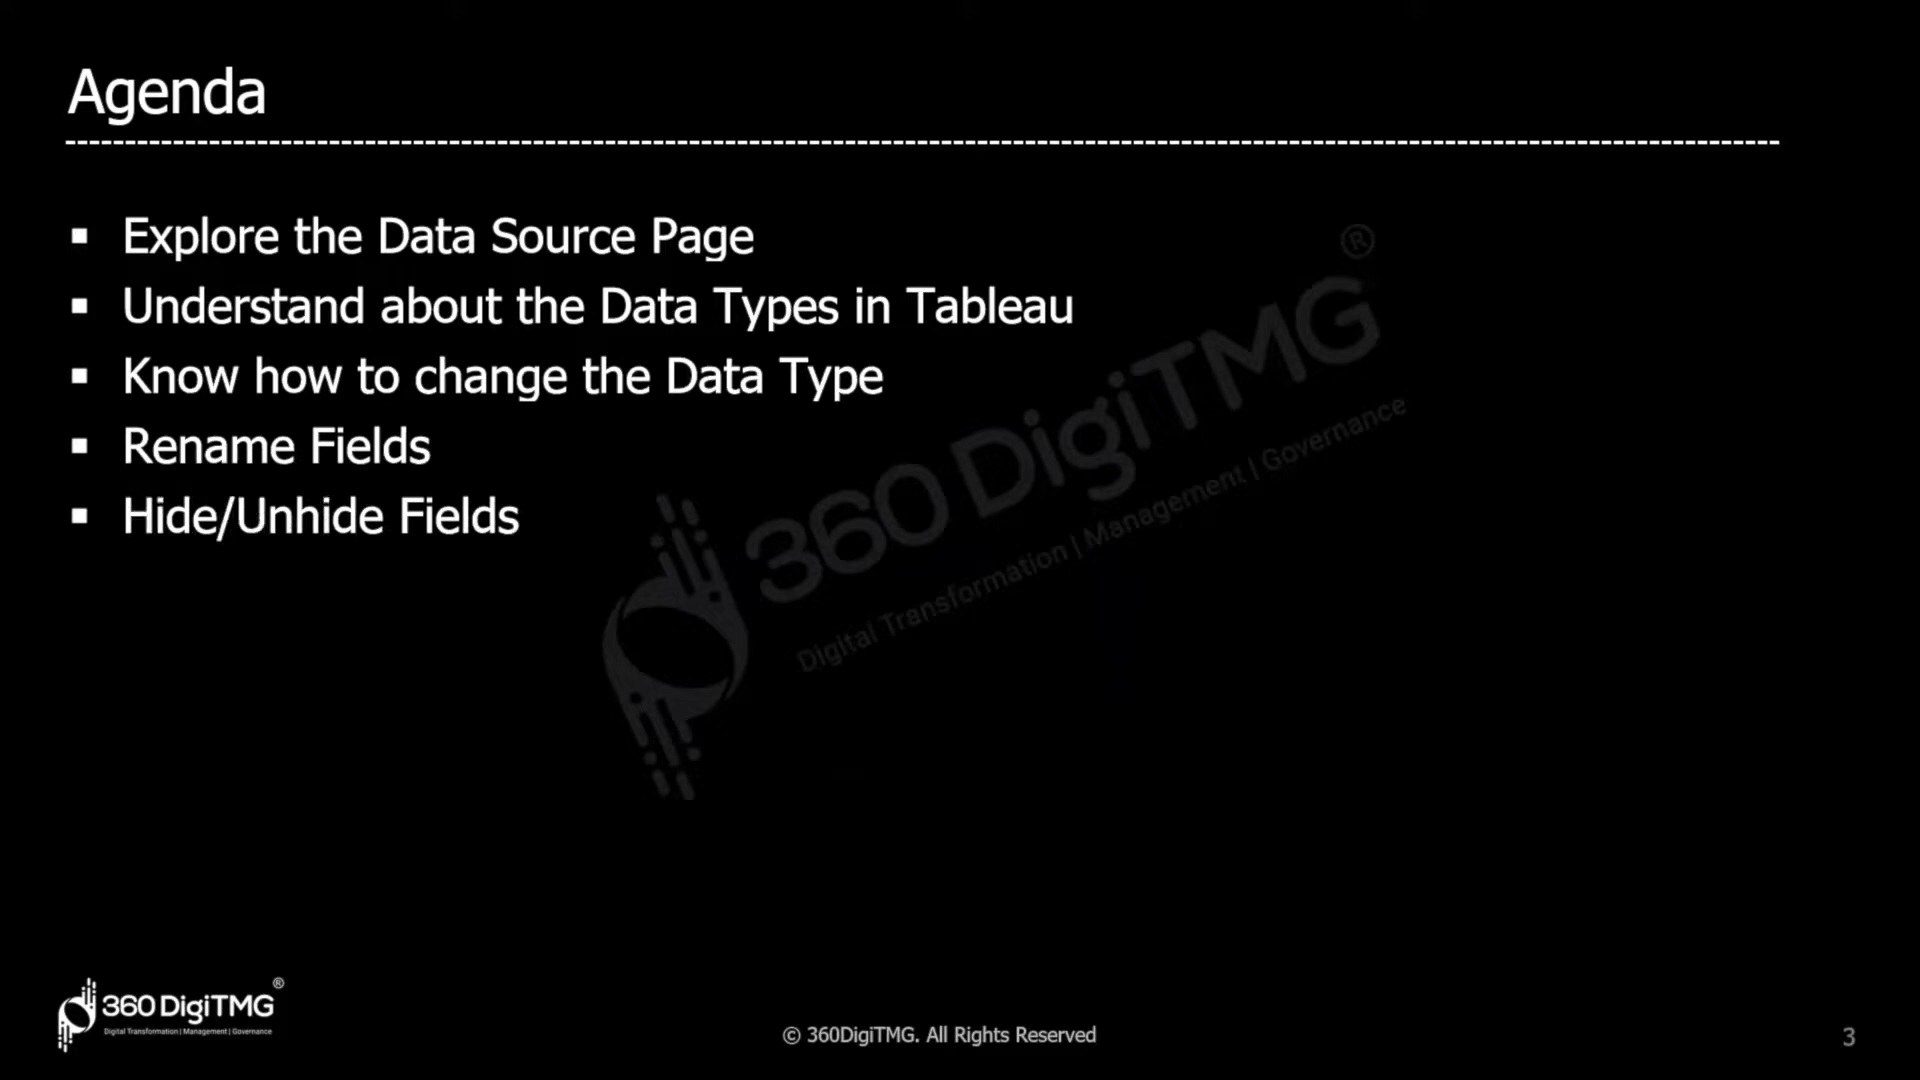 Agenda
Explore the Data Source Page
Understand about the Data Types in Tableau
Know how to change the Data Type
Rename Fields
Hide/Unhide Fields
360 DigiTMG®
Digital Transformation | Management | Governance
360 DigiTMG®
Digital Transformation | Management | Governance
© 360DigiTMG. All Rights Reserved
3